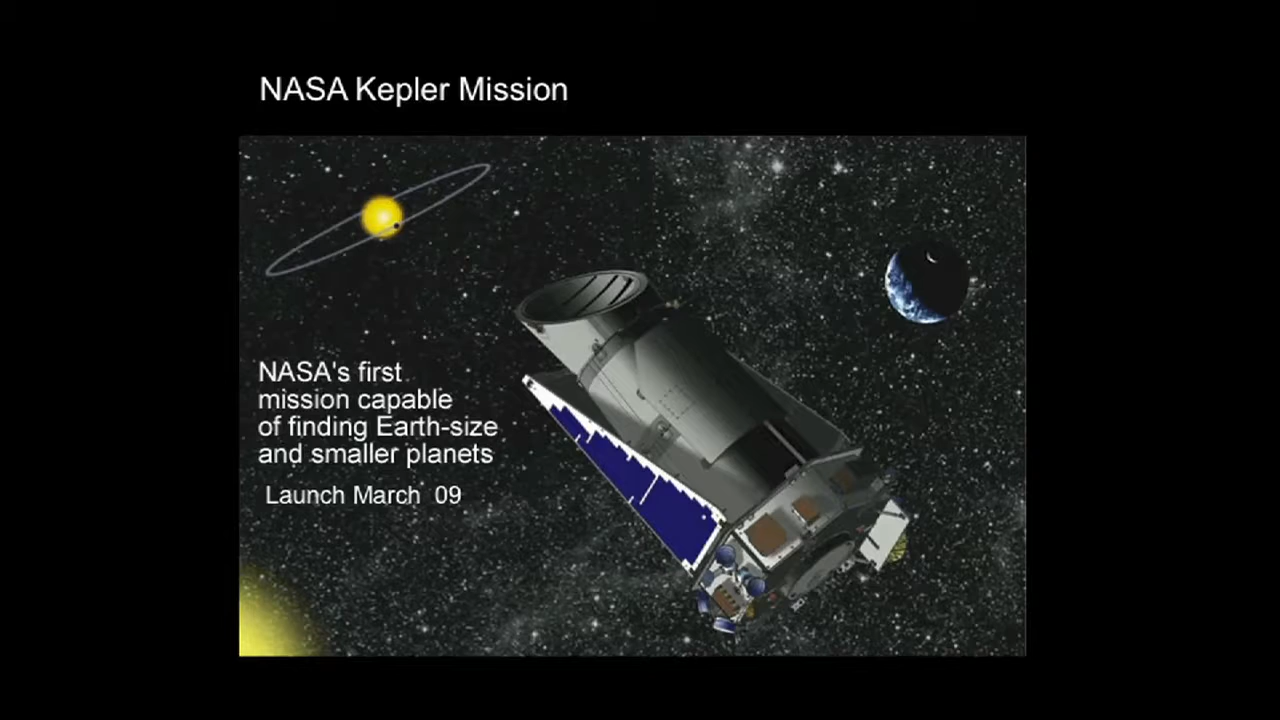 NASA Kepler Mission
NASA's first
mission capable
of finding Earth-size
and smaller planets
Launch March 09